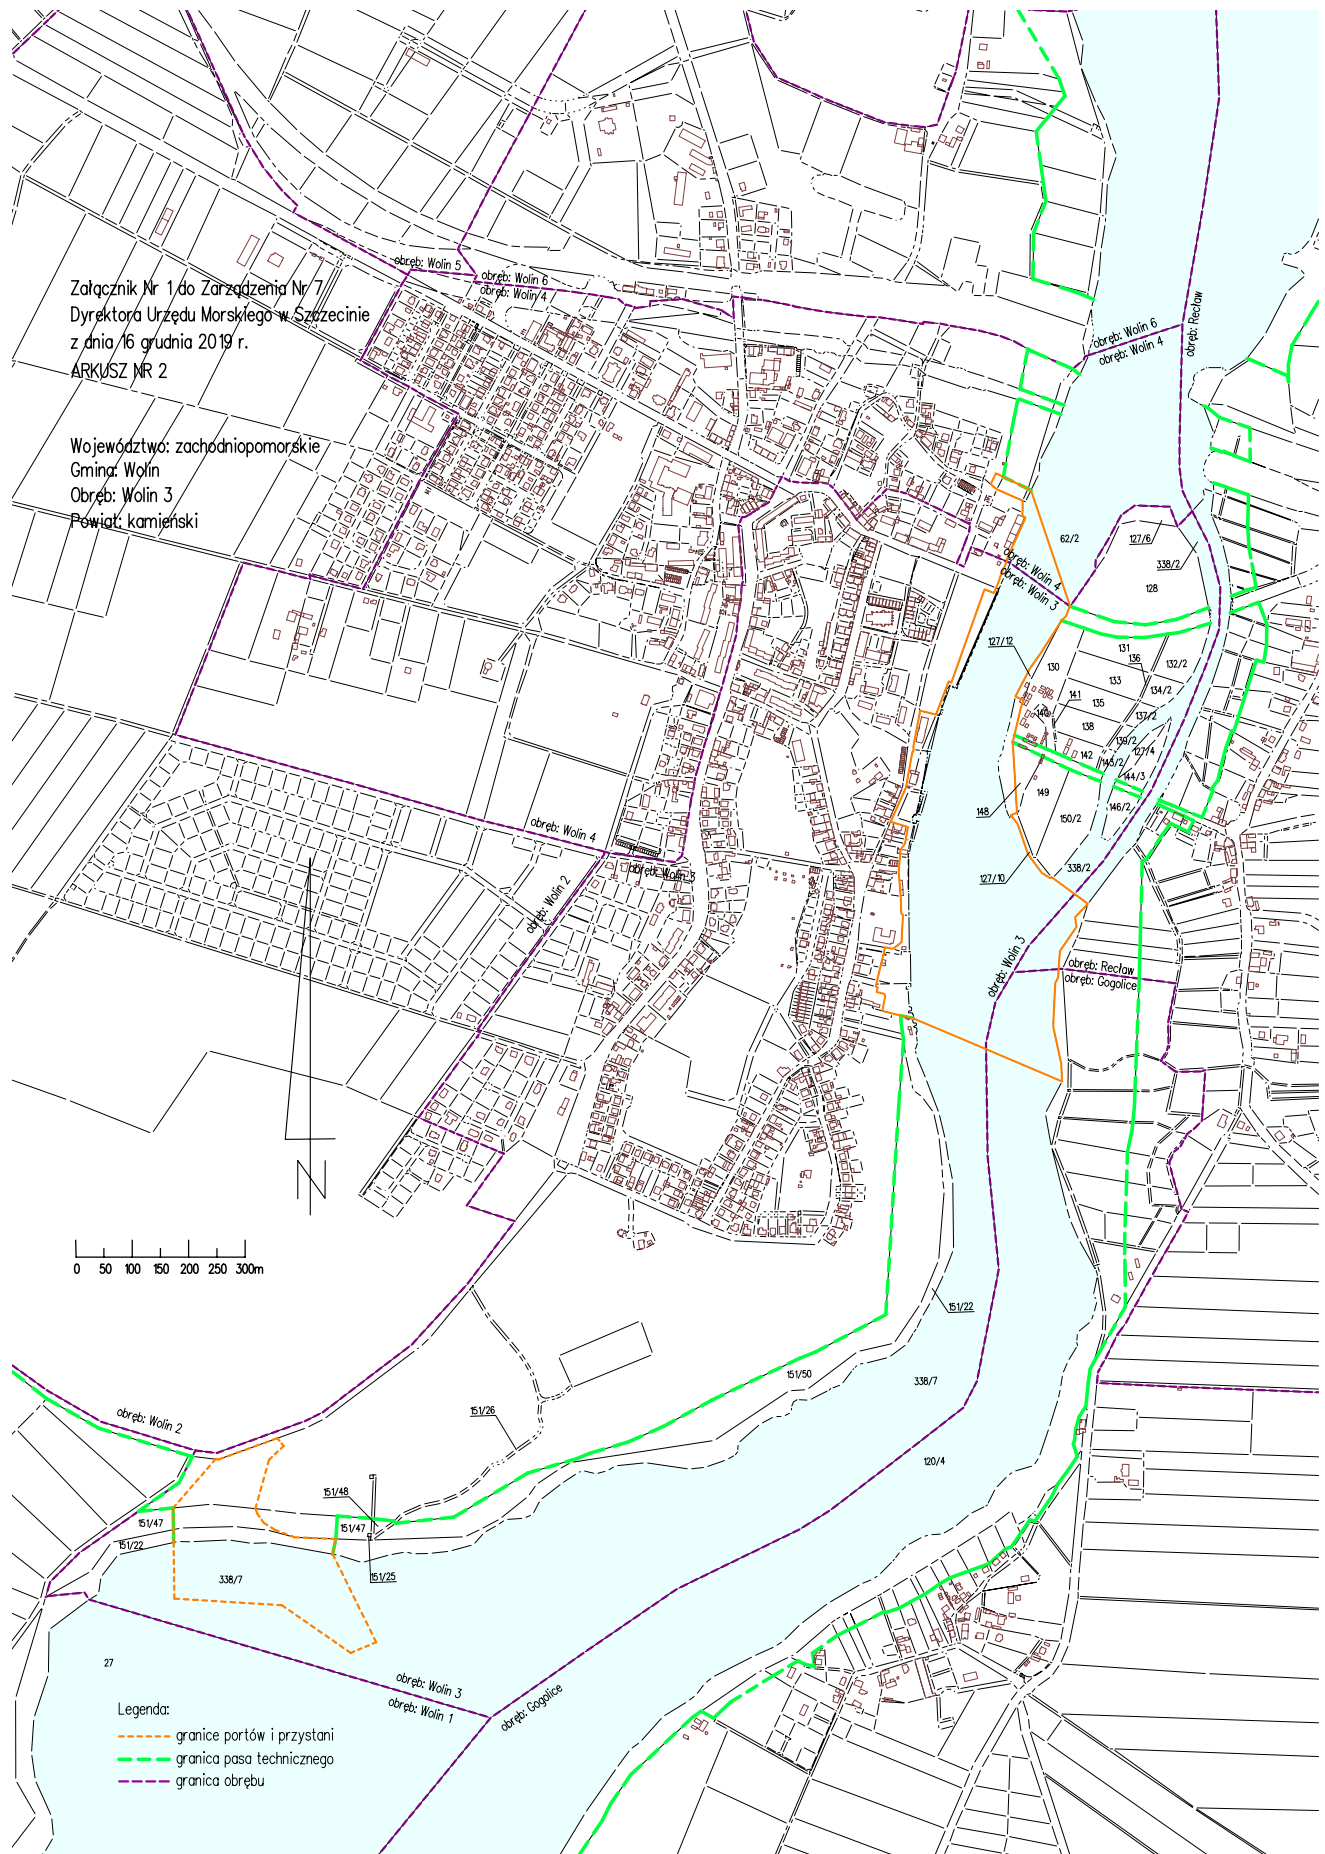 Załącznik Nr 1 do Zarządzenia Nr 7
Dyrektora Urzędu Morskiego w Szczecinie
z dnia 16 grudnia 2019 r.
ARKUSZ NR 2
Województwo: zachodniopomorskie
Gmina: Wolin
Obręb: Wolin 3
Powiat: kamieński
obręb: Wolin 5
obręb: Wolin 6
obręb: Wolin 4
obręb: Wolin 6
obręb: Wolin 4
obręb: Recław
62/2
127/6
338/2
128
obręb: Wolin 4
obręb: Wolin 3
127/12
130
131
136
132/2
133
134/2
141
135
140
137/2
138
139/2
127/4
142
143/2
144/3
149
146/2
148
150/2
127/10
338/2
obręb: Wolin 4
obręb: Wolin 3
obręb: Wolin 2
obręb: Wolin 3
obręb: Recław
obręb: Gogolice
N
0 50 100 150 200 250 300m
151/22
151/50
338/7
151/26
120/4
obręb: Wolin 2
151/48
151/47
151/47
151/22
151/25
338/7
27
obręb: Wolin 3
obręb: Wolin 1
obręb: Gogolice
Legenda:
granice portów i przystani
granica pasa technicznego
granica obrębu